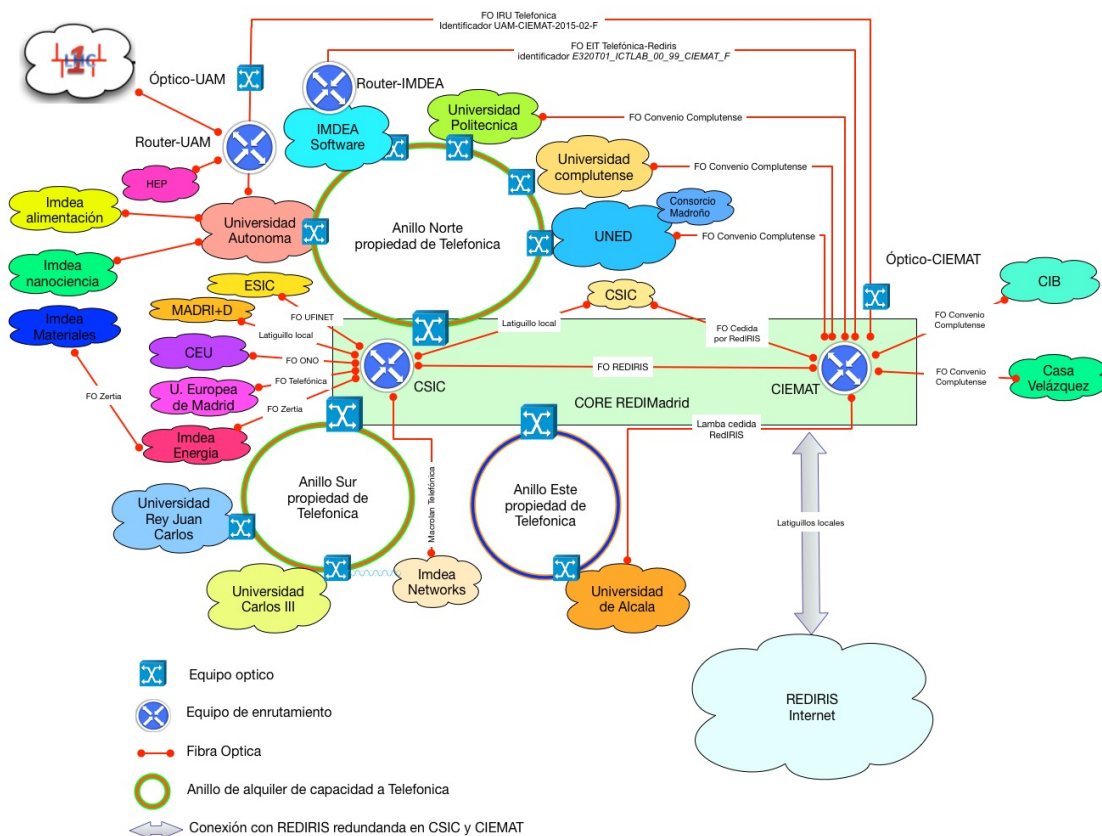 FO IRU Telefonica
Identificador UAM-CIEMAT-2015-02-F
FO EIT Telefónica-Rediris
identificador E320T01_ICTLAB_00_99_CIEMAT_F
LHC
1
Óptico-UAM
Router-IMDEA
Router-UAM
IMDEA
Software
Universidad
Politecnica
FO Convenio Complutense
HEP
Universidad
complutense
FO Convenio Complutense
Imdea
alimentación
Universidad
Autonoma
Anillo Norte
propiedad de Telefonica
Consorcio
Madroño
UNED
FO Convenio Complutense
Imdea
nanociencia
Óptico-CIEMAT
CIB
ESIC
CSIC
MADRI+D
FO UFINET
Imdea
Materiales
Latiguillo local
Latiguillo local
FO Cedida
por RedIRIS
FO Convenio
Complutense
CEU
FO ONO
FO REDIRIS
Casa
Velázquez
FO Convenio
Complutense
U. Europea
de Madrid
FO Telefónica
CSIC
CIEMAT
FO Zertia
FO Zertia
CORE REDIMadrid
Imdea
Energia
Lamba cedida
RedIRIS
Anillo Sur
propiedad de
Telefonica
Anillo Este
propiedad de
Telefonica
Macrolan Telefónica
Universidad
Rey Juan
Carlos
Latiguillos locales
Universidad
Carlos III
Imdea
Networks
Universidad
de Alcala
Equipo optico
REDIRIS
Internet
Equipo de enrutamiento
Fibra Optica
Anillo de alquiler de capacidad a Telefonica
Conexión con REDIRIS redundanda en CSIC y CIEMAT